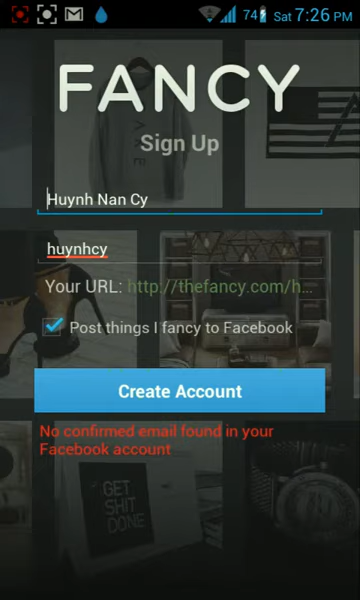 74 Sat 7:26 PM
FANCY
Sign Up
Huynh Nan Cy
huynhcy
Your URL: http://thefancy.com/h...
Post things I fancy to Facebook
Create Account
No confirmed email found in your
Facebook account
GET
SHIT
DONE